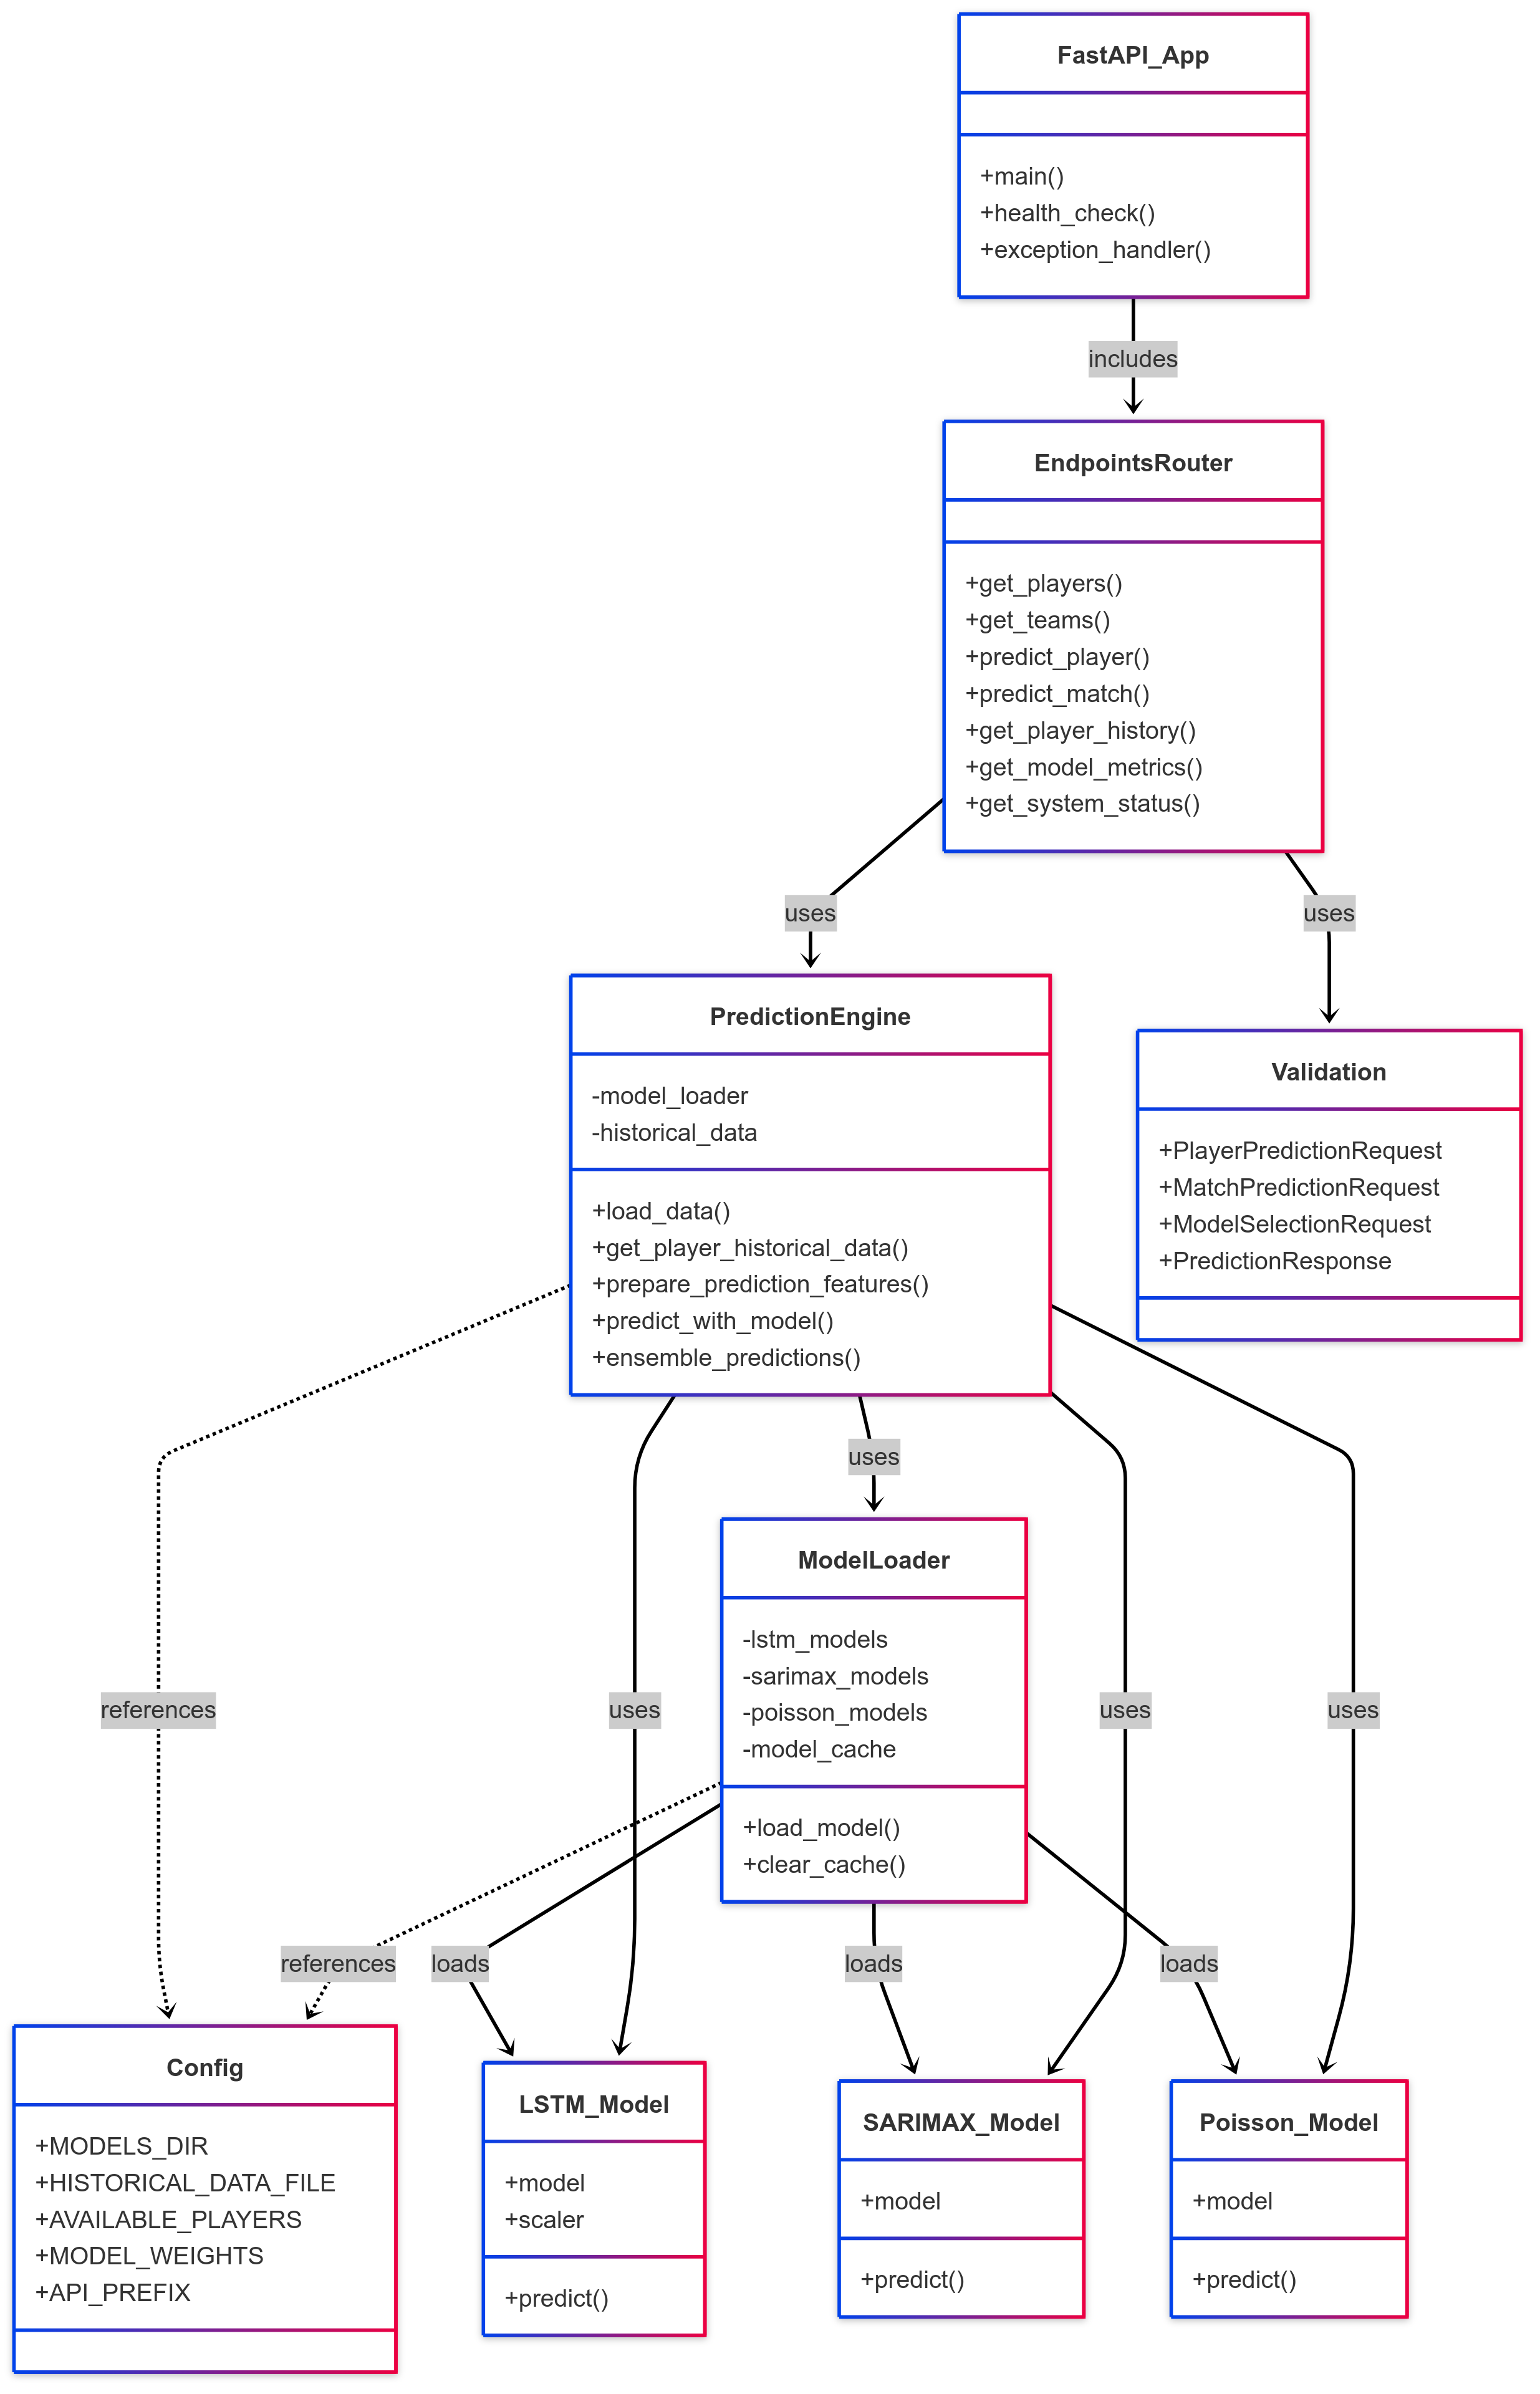 FastAPI_App
+main()
+health_check()
+exception_handler()
includes
EndpointsRouter
+get_players()
+get_teams()
+predict_player()
+predict_match()
+get_player_history()
+get_model_metrics()
+get_system_status()
uses
uses
PredictionEngine
-model_loader
-historical_data
+load_data()
+get_player_historical_data()
+prepare_prediction_features()
+predict_with_model()
+ensemble_predictions()
Validation
+PlayerPredictionRequest
+MatchPredictionRequest
+ModelSelectionRequest
+PredictionResponse
uses
ModelLoader
-lstm_models
-sarimax_models
-poisson_models
-model_cache
+load_model()
+clear_cache()
references
uses
uses
uses
references
loads
loads
loads
Config
+MODELS_DIR
+HISTORICAL_DATA_FILE
+AVAILABLE_PLAYERS
+MODEL_WEIGHTS
+API_PREFIX
LSTM_Model
+model
+scaler
+predict()
SARIMAX_Model
+model
+predict()
Poisson_Model
+model
+predict()